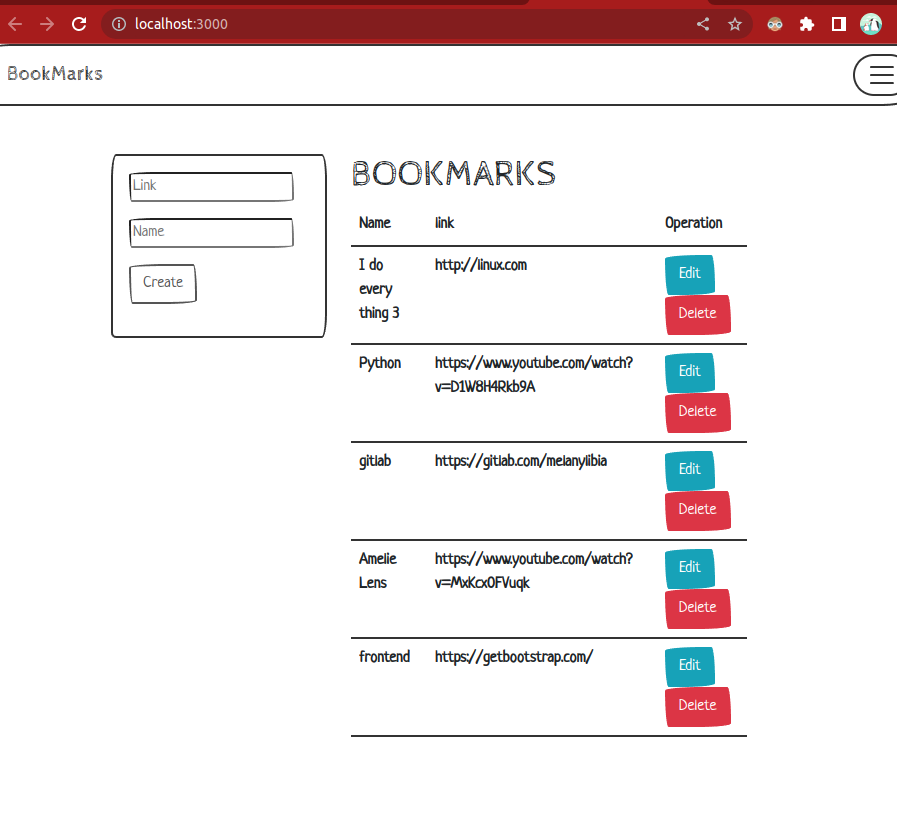 localhost:3000
BookMarks
Link
Name
Create
BOOKMARKS
Name link Operation
I do every thing 3 http://linux.com Edit
Delete
Python https://www.youtube.com/watch?v=D1W8H4Rkb9A Edit
Delete
gitlab https://gitlab.com/melanylibia Edit
Delete
Amelie Lens https://www.youtube.com/watch?v=MxKcx0FVuqk Edit
Delete
frontend https://getbootstrap.com/ Edit
Delete